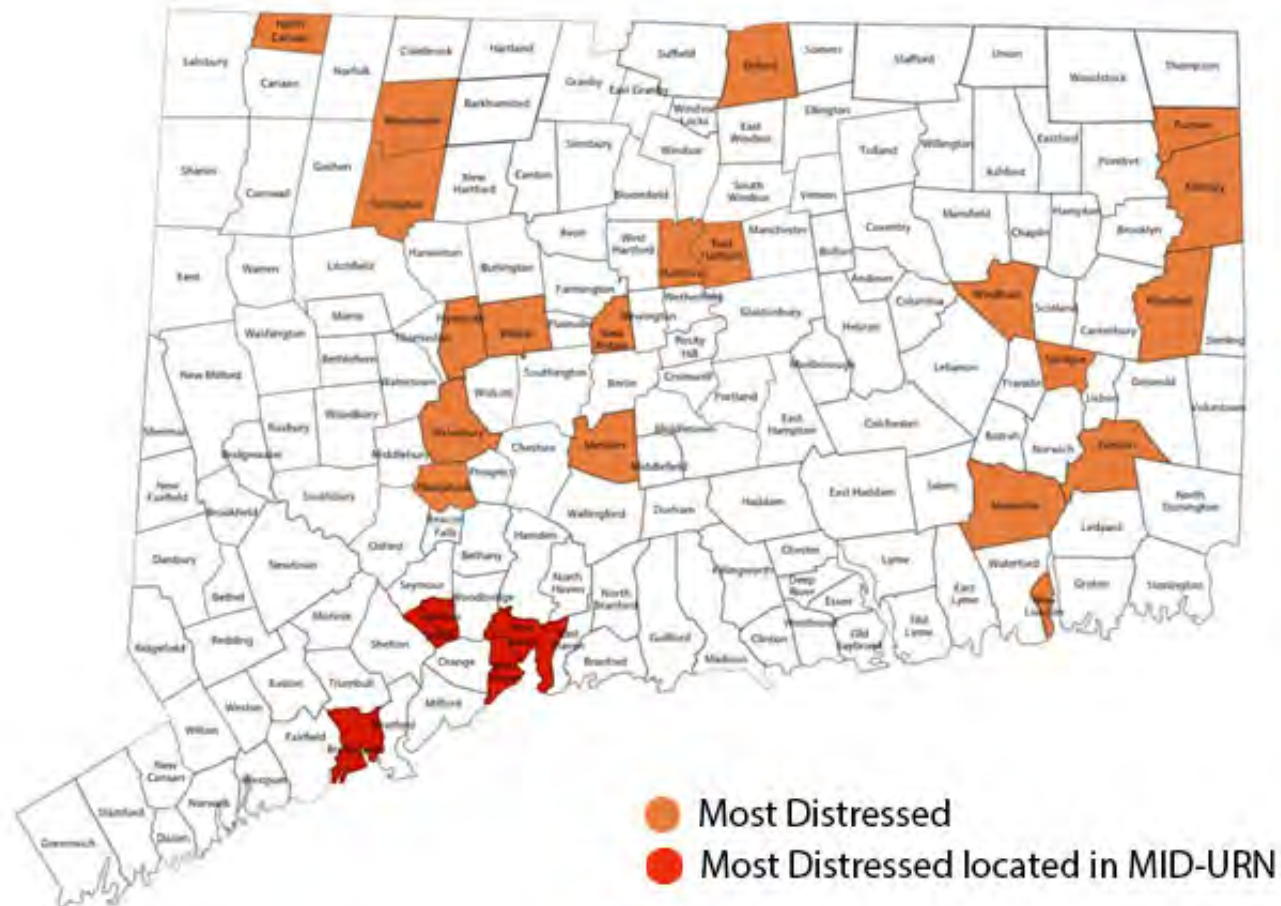 North
Canaan
Salisbury
Canaan
Norfolk
Colebrook
Hartland
Granby
Suffield
East Granby
Enfield
Somers
Stafford
Union
Woodstock
Thompson
Winchester
Barkhamsted
Windsor
Locks
East
Windsor
Ellington
Putnam
Sharon
Cornwall
Goshen
Torrington
New
Hartford
Canton
Simsbury
Windsor
Bloomfield
South
Windsor
Vernon
Tolland
Willington
Ashford
Eastford
Pomfret
Killingly
Kent
Warren
Litchfield
Harwinton
Burlington
Avon
West
Hartford
Hartford
East
Hartford
Manchester
Bolton
Coventry
Mansfield
Chaplin
Hampton
Brooklyn
Farmington
Wethersfield
Newington
Glastonbury
Andover
Hebron
Columbia
Windham
Scotland
Canterbury
Plainfield
Sterling
Washington
Morris
Bethlehem
Thomaston
Plymouth
Bristol
Plainville
New
Britain
Rocky
Hill
New Milford
Watertown
Wolcott
Southington
Berlin
Cromwell
Marlborough
Lebanon
Franklin
Sprague
Lisbon
Griswold
Voluntown
Sherman
Roxbury
Woodbury
Bridgewater
Middlebury
Waterbury
Cheshire
Meriden
Middletown
Portland
East
Hampton
Colchester
Bozrah
Norwich
Preston
New
Fairfield
Brookfield
Southbury
Naugatuck
Prospect
Middlefield
Wallingford
Durham
Haddam
East Haddam
Salem
Montville
Ledyard
North
Stonington
Danbury
Bethel
Newtown
Oxford
Beacon
Falls
Bethany
Hamden
North
Haven
North
Branford
Killingworth
Chester
Deep
River
Essex
Lyme
East
Lyme
Waterford
Groton
Stonington
Seymour
Woodbridge
Ridgefield
Redding
Monroe
Shelton
Orange
Branford
Guilford
Madison
Clinton
Westbrook
Old
Saybrook
Old
Lyme
Easton
Trumbull
Milford
Weston
Wilton
Fairfield
New
Canaan
Westport
Norwalk
Darien
Stamford
Greenwich
Most Distressed
Most Distressed located in MID-URN